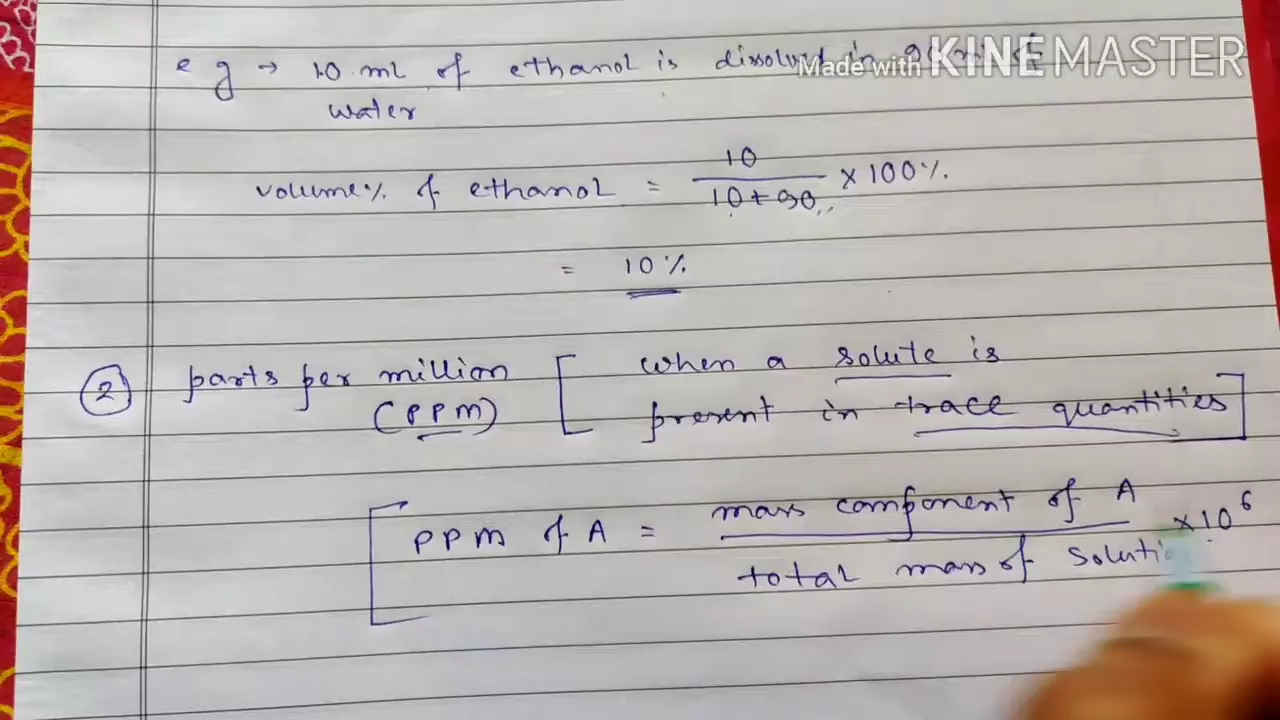 eg → 10 ml of ethanol is dissolved in
Made with KINEMASTER
water
volume% of ethanol = 10 / 10 + 90 × 100%
= 10%
② parts per million [ when a solute is
(PPM) present in trace quantities ]
[ PPM of A = mass component of A / total mass of soluti × 10⁶